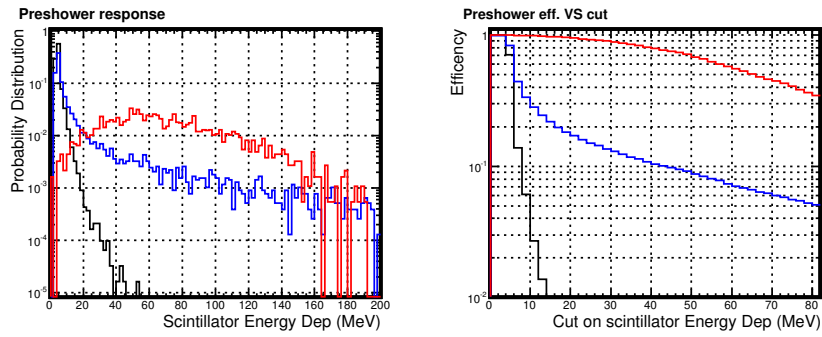 Preshower response
Probability Distribution
1
10^-1
10^-2
10^-3
10^-4
10^-5
0 20 40 60 80 100 120 140 160 180 200
Scintillator Energy Dep (MeV)
Preshower eff. VS cut
Efficency
1
10^-1
10^-2
0 10 20 30 40 50 60 70 80
Cut on scintillator Energy Dep (MeV)